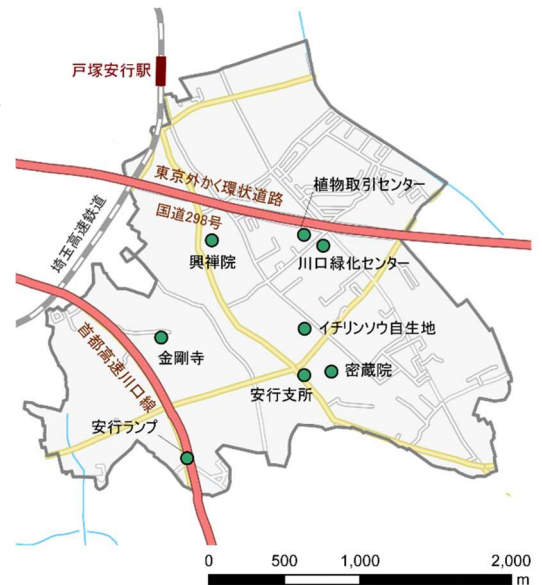 戸塚安行駅
東京外かく環状道路
植物取引センター
国道298号
埼玉高速鉄道
興禅院
川口緑化センター
イチリンソウ自生地
首都高速川口線
金剛寺
密蔵院
安行支所
安行ランプ
0 500 1,000 2,000
m